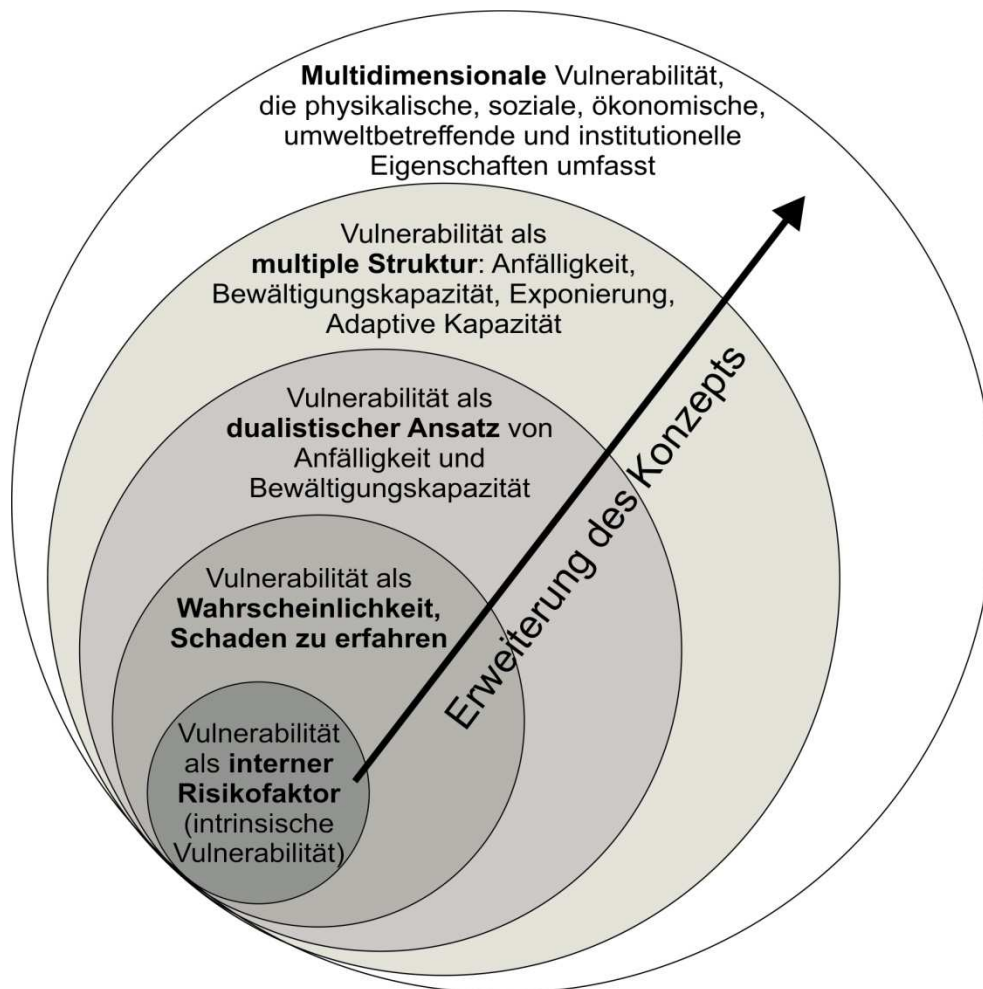 Multidimensionale Vulnerabilität,
die physikalische, soziale, ökonomische,
umweltbetreffende und institutionelle
Eigenschaften umfasst
Vulnerabilität als
multiple Struktur: Anfälligkeit,
Bewältigungskapazität, Exponierung,
Adaptive Kapazität
Vulnerabilität als
dualistischer Ansatz von
Anfälligkeit und
Bewältigungskapazität
Vulnerabilität als
Wahrscheinlichkeit,
Schaden zu erfahren
Vulnerabilität
als interner
Risikofaktor
(intrinsische
Vulnerabilität)
Erweiterung des Konzepts